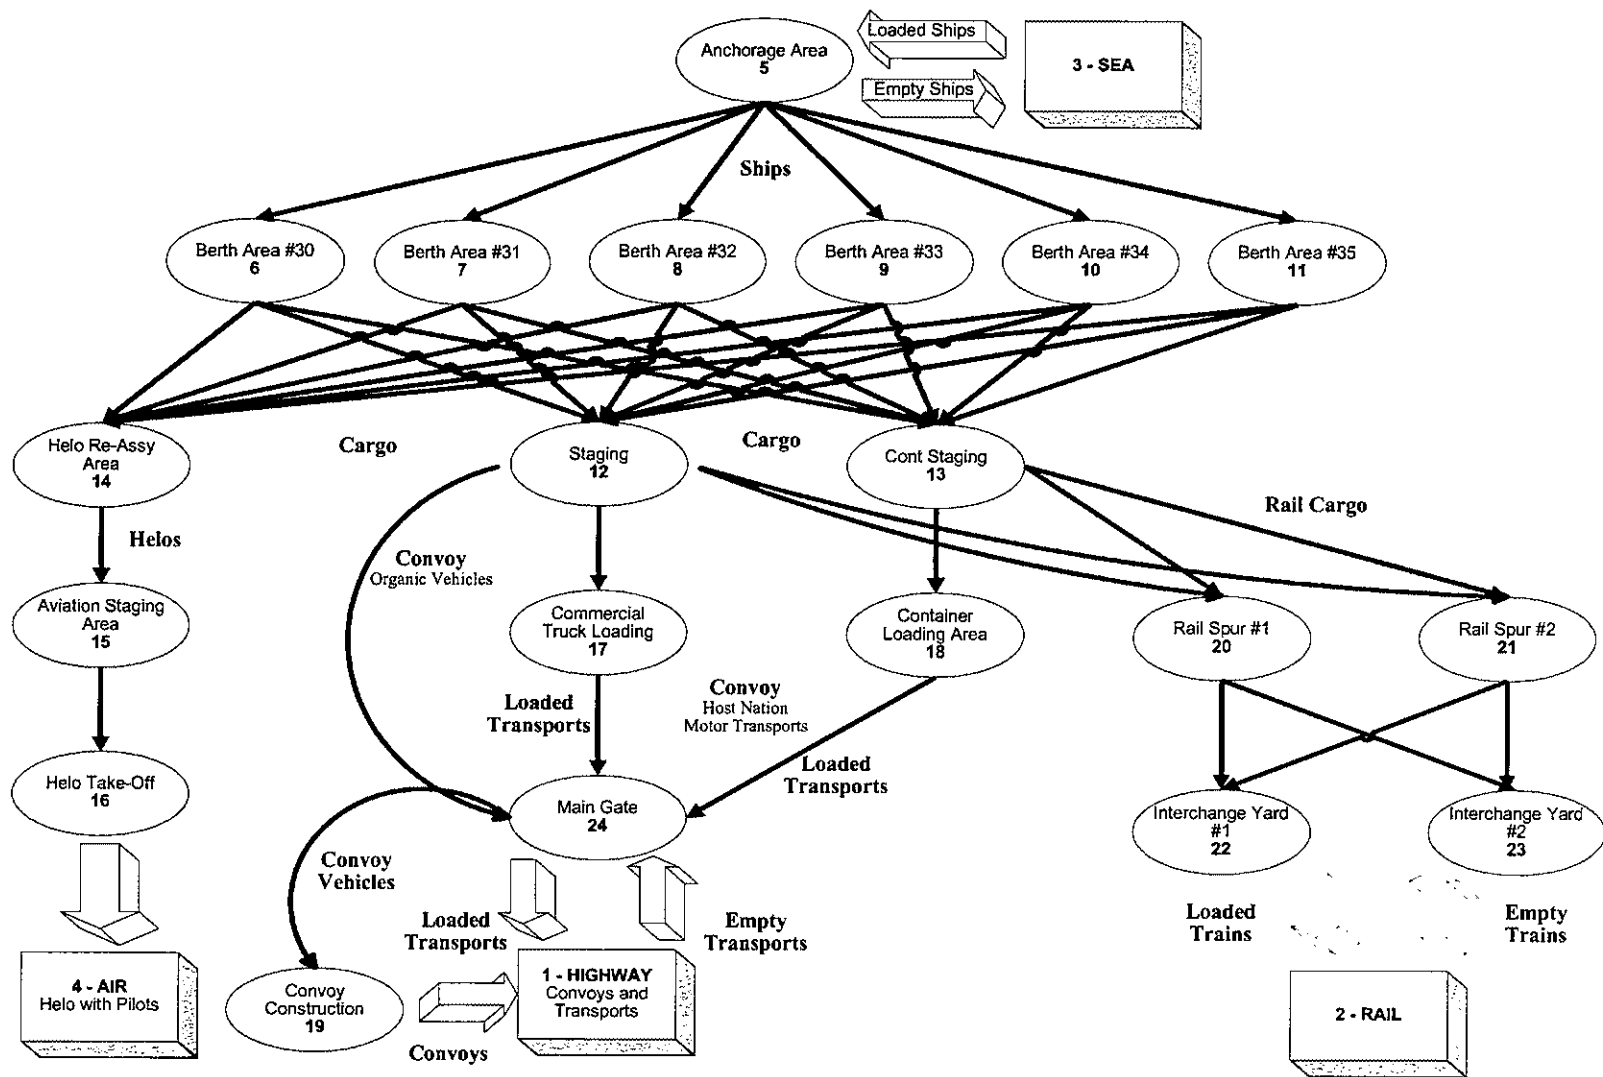 Anchorage Area
5
Loaded Ships
Empty Ships
3 - SEA
Ships
Berth Area #30
6
Berth Area #31
7
Berth Area #32
8
Berth Area #33
9
Berth Area #34
10
Berth Area #35
11
Helo Re-Assy
Area
14
Cargo
Staging
12
Cargo
Cont Staging
13
Rail Cargo
Helos
Convoy
Organic Vehicles
Aviation Staging
Area
15
Commercial
Truck Loading
17
Container
Loading Area
18
Rail Spur #1
20
Rail Spur #2
21
Loaded
Transports
Convoy
Host Nation
Motor Transports
Loaded
Transports
Helo Take-Off
16
Main Gate
24
Interchange Yard
#1
22
Interchange Yard
#2
23
Convoy
Vehicles
Loaded
Transports
Empty
Transports
Loaded
Trains
Empty
Trains
4 - AIR
Helo with Pilots
Convoy
Construction
19
Convoys
1 - HIGHWAY
Convoys and
Transports
2 - RAIL